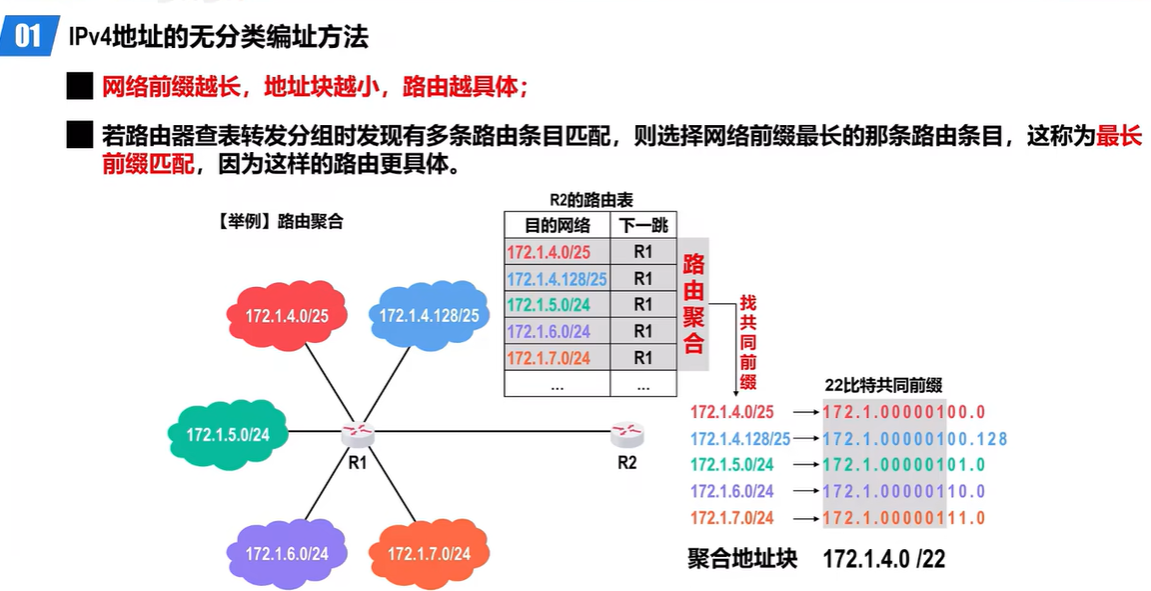 01 IPv4地址的无分类编址方法
网络前缀越长，地址块越小，路由越具体；
若路由器查表转发分组时发现有多条路由条目匹配，则选择网络前缀最长的那条路由条目，这称为最长
前缀匹配，因为这样的路由更具体。
【举例】路由聚合
R2的路由表
目的网络 下一跳
172.1.4.0/25 R1
172.1.4.128/25 R1
172.1.5.0/24 R1
172.1.6.0/24 R1
172.1.7.0/24 R1
... ...
路由聚合
找共同前缀
172.1.4.0/25
172.1.4.128/25
172.1.5.0/24
R1
R2
172.1.6.0/24
172.1.7.0/24
22比特共同前缀
172.1.4.0/25 172.1.00000100.0
172.1.4.128/25 172.1.00000100.128
172.1.5.0/24 172.1.00000101.0
172.1.6.0/24 172.1.00000110.0
172.1.7.0/24 172.1.00000111.0
聚合地址块 172.1.4.0 /22